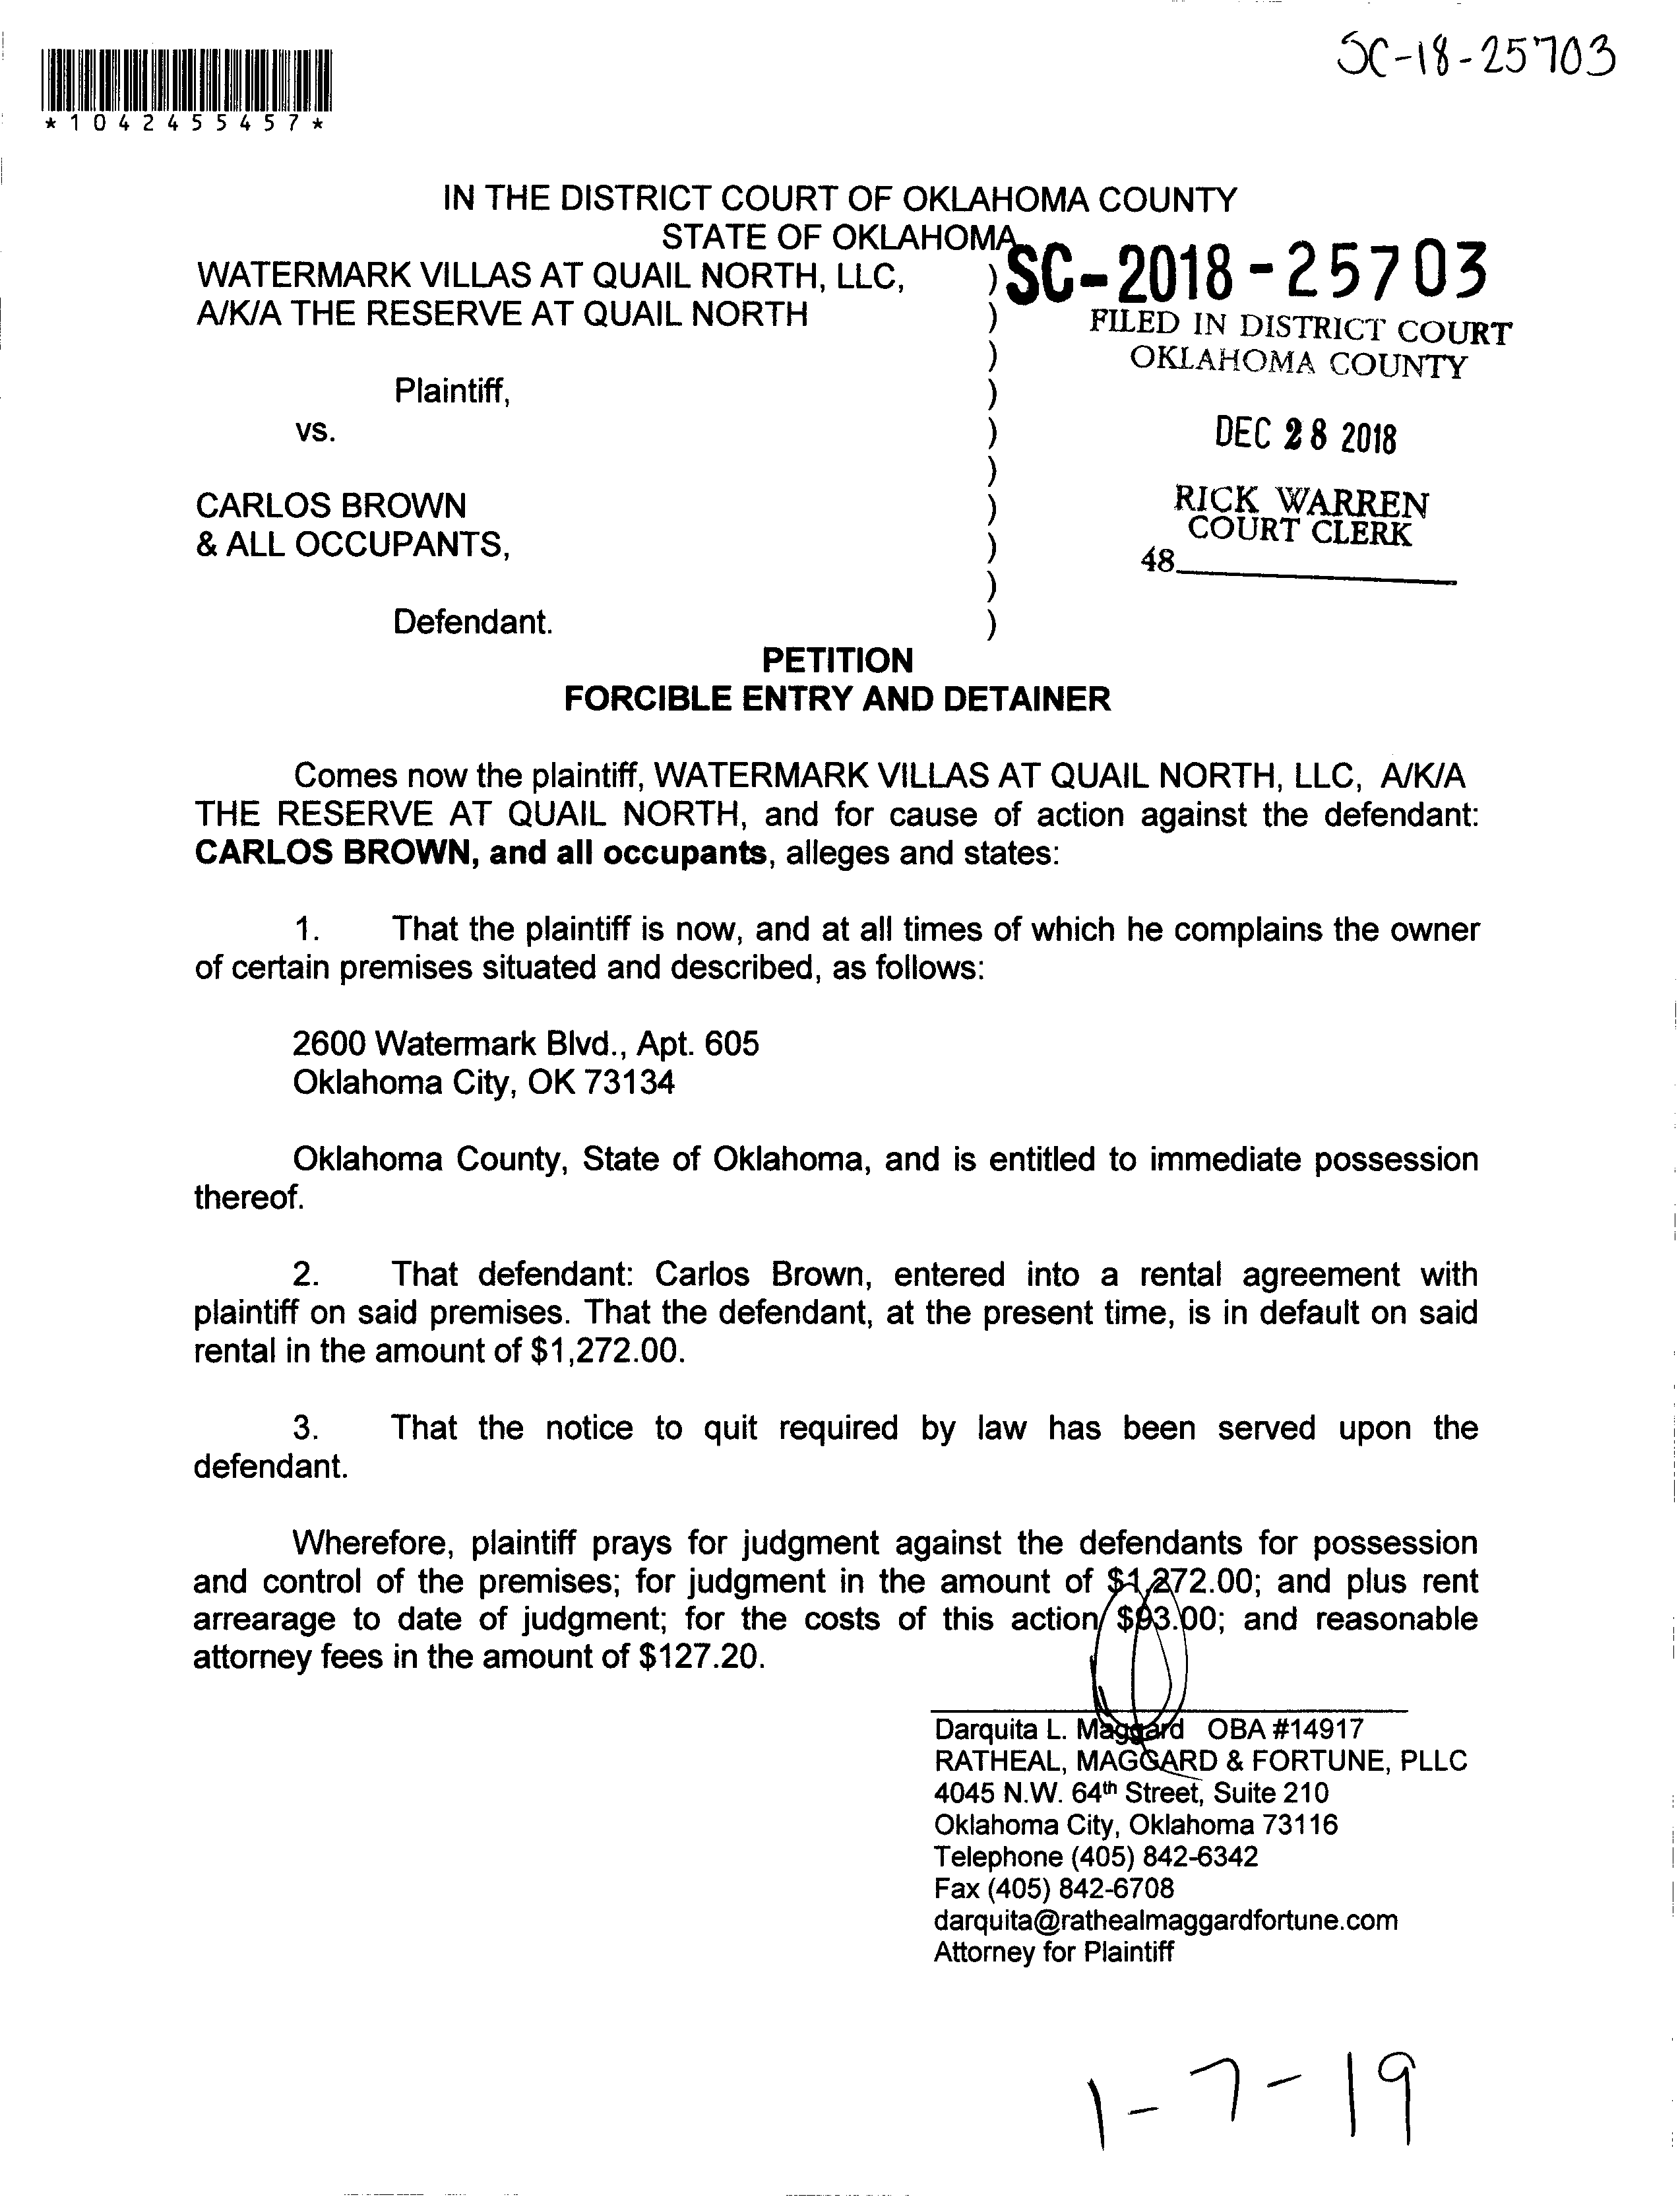 SC-18-25703
*1042455457*
IN THE DISTRICT COURT OF OKLAHOMA COUNTY
STATE OF OKLAHOMA
SC-2018-25703
WATERMARK VILLAS AT QUAIL NORTH, LLC, )
A/K/A THE RESERVE AT QUAIL NORTH )
FILED IN DISTRICT COURT
)
OKLAHOMA COUNTY
Plaintiff, )
vs. )
DEC 28 2018
)
CARLOS BROWN )
RICK WARREN
& ALL OCCUPANTS, )
COURT CLERK
48
)
Defendant. )
PETITION
FORCIBLE ENTRY AND DETAINER
Comes now the plaintiff, WATERMARK VILLAS AT QUAIL NORTH, LLC, A/K/A
THE RESERVE AT QUAIL NORTH, and for cause of action against the defendant:
CARLOS BROWN, and all occupants, alleges and states:
1. That the plaintiff is now, and at all times of which he complains the owner
of certain premises situated and described, as follows:
2600 Watermark Blvd., Apt. 605
Oklahoma City, OK 73134
Oklahoma County, State of Oklahoma, and is entitled to immediate possession
thereof.
2. That defendant: Carlos Brown, entered into a rental agreement with
plaintiff on said premises. That the defendant, at the present time, is in default on said
rental in the amount of $1,272.00.
3. That the notice to quit required by law has been served upon the
defendant.
Wherefore, plaintiff prays for judgment against the defendants for possession
and control of the premises; for judgment in the amount of $1,272.00; and plus rent
arrearage to date of judgment; for the costs of this action $93.00; and reasonable
attorney fees in the amount of $127.20.
Darquita L. Maggard OBA #14917
RATHEAL, MAGGARD & FORTUNE, PLLC
4045 N.W. 64th Street, Suite 210
Oklahoma City, Oklahoma 73116
Telephone (405) 842-6342
Fax (405) 842-6708
darquita@rathealmaggardfortune.com
Attorney for Plaintiff
1-7-19